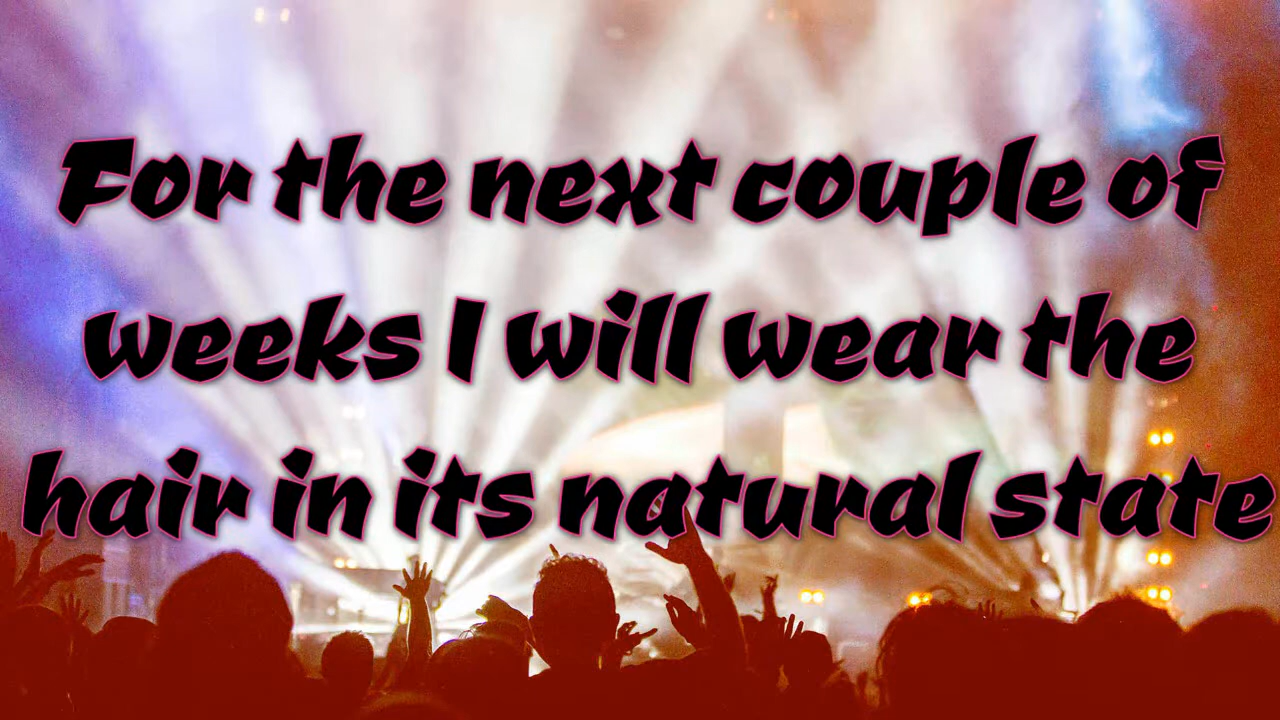 For the next couple of
weeks I will wear the
hair in its natural state